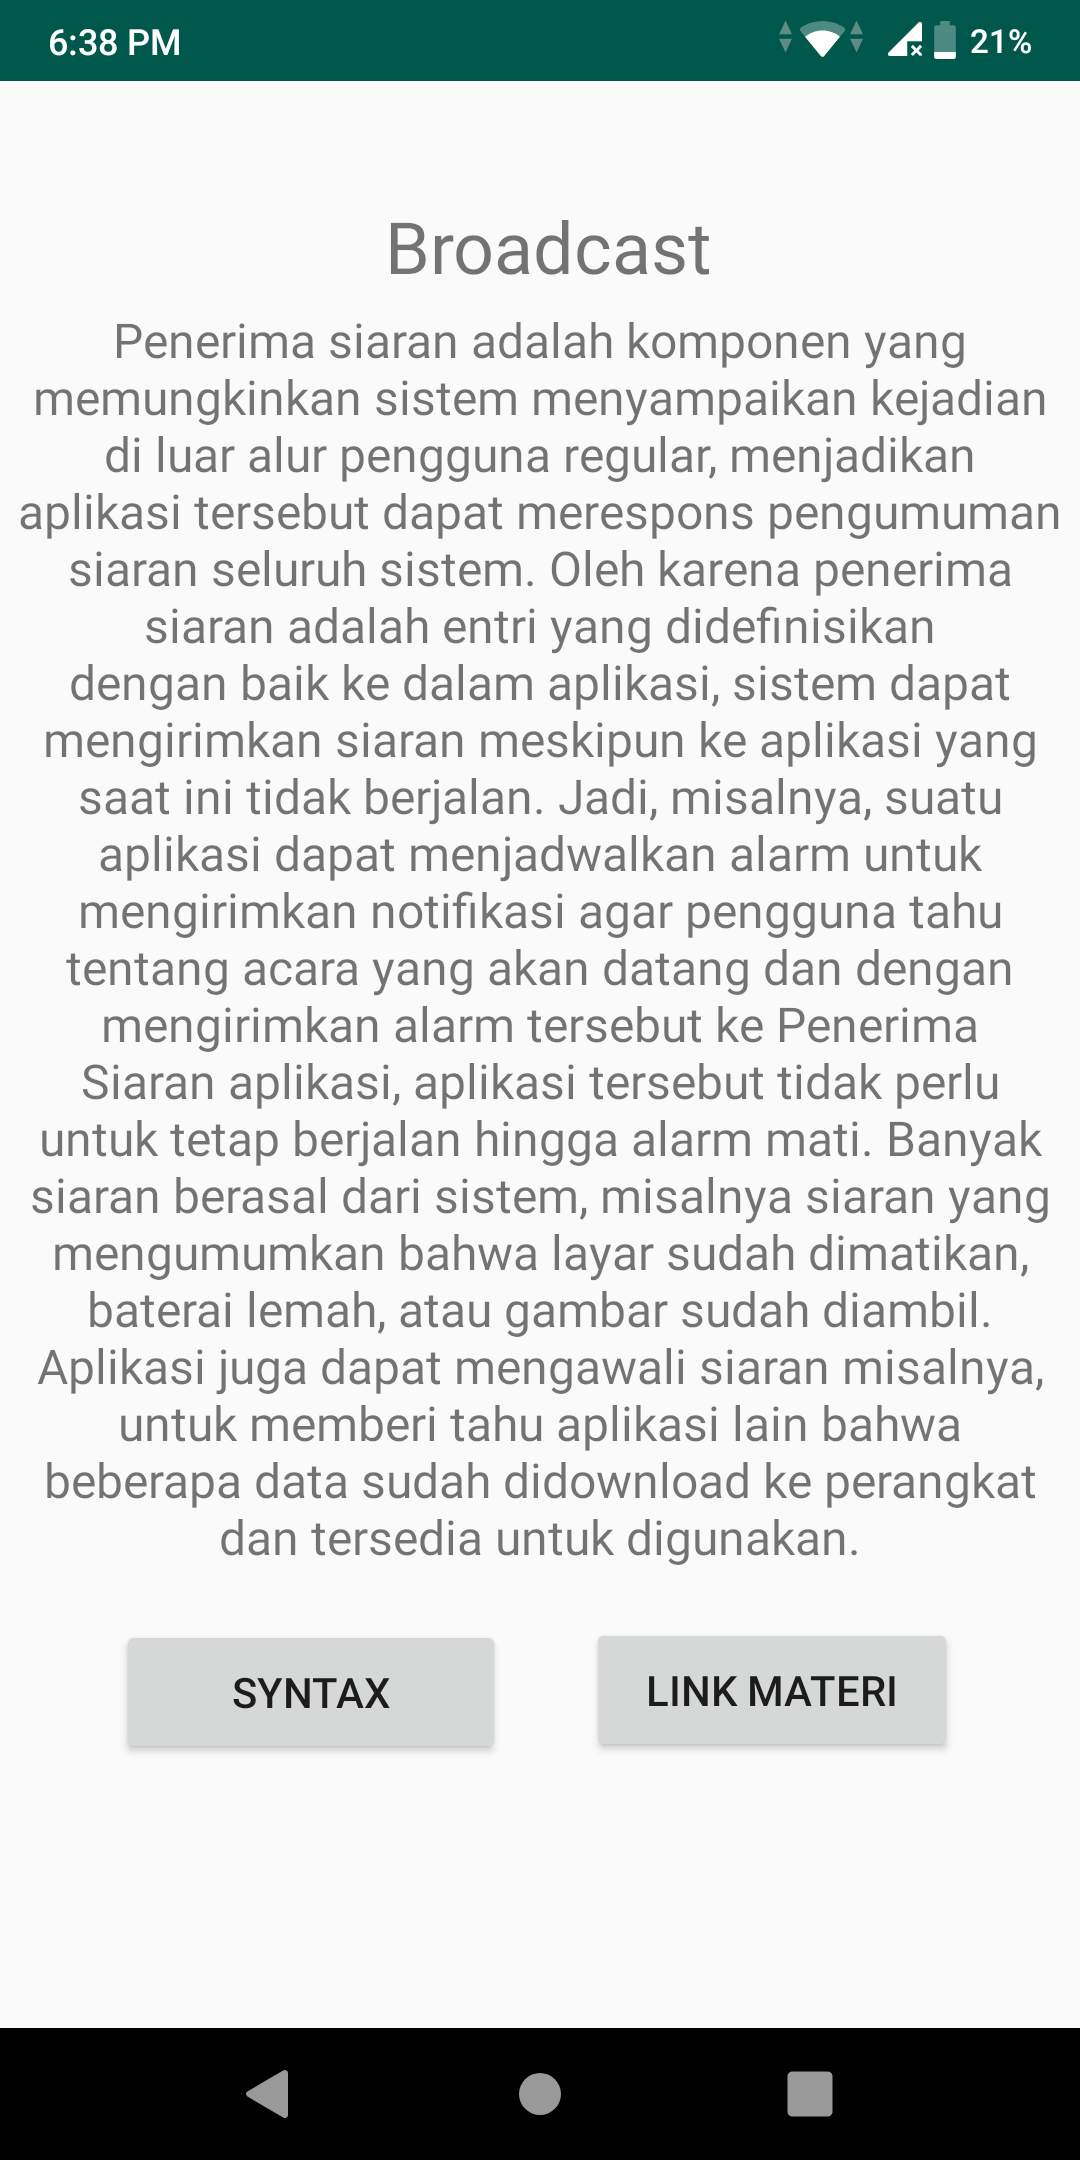 6:38 PM
21%
Broadcast
Penerima siaran adalah komponen yang
memungkinkan sistem menyampaikan kejadian
di luar alur pengguna regular, menjadikan
aplikasi tersebut dapat merespons pengumuman
siaran seluruh sistem. Oleh karena penerima
siaran adalah entri yang didefinisikan
dengan baik ke dalam aplikasi, sistem dapat
mengirimkan siaran meskipun ke aplikasi yang
saat ini tidak berjalan. Jadi, misalnya, suatu
aplikasi dapat menjadwalkan alarm untuk
mengirimkan notifikasi agar pengguna tahu
tentang acara yang akan datang dan dengan
mengirimkan alarm tersebut ke Penerima
Siaran aplikasi, aplikasi tersebut tidak perlu
untuk tetap berjalan hingga alarm mati. Banyak
siaran berasal dari sistem, misalnya siaran yang
mengumumkan bahwa layar sudah dimatikan,
baterai lemah, atau gambar sudah diambil.
Aplikasi juga dapat mengawali siaran misalnya,
untuk memberi tahu aplikasi lain bahwa
beberapa data sudah didownload ke perangkat
dan tersedia untuk digunakan.
SYNTAX
LINK MATERI